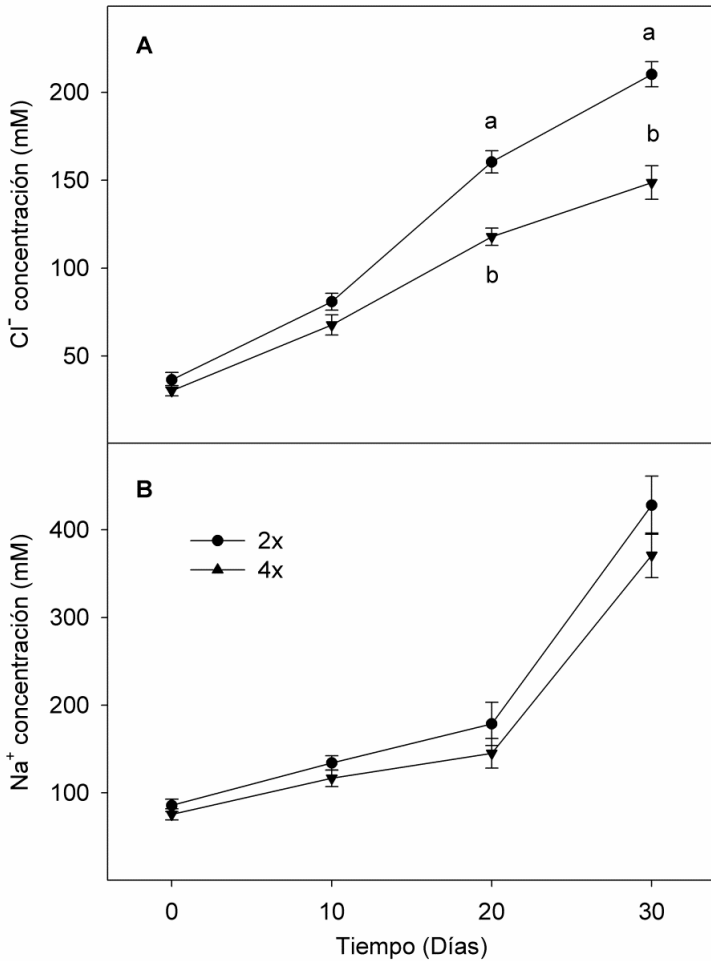 A
a
200
a
b
150
Cl⁻ concentración (mM)
100
b
50
B
400
2x
4x
300
Na⁺ concentración (mM)
200
100
0 10 20 30
Tiempo (Días)